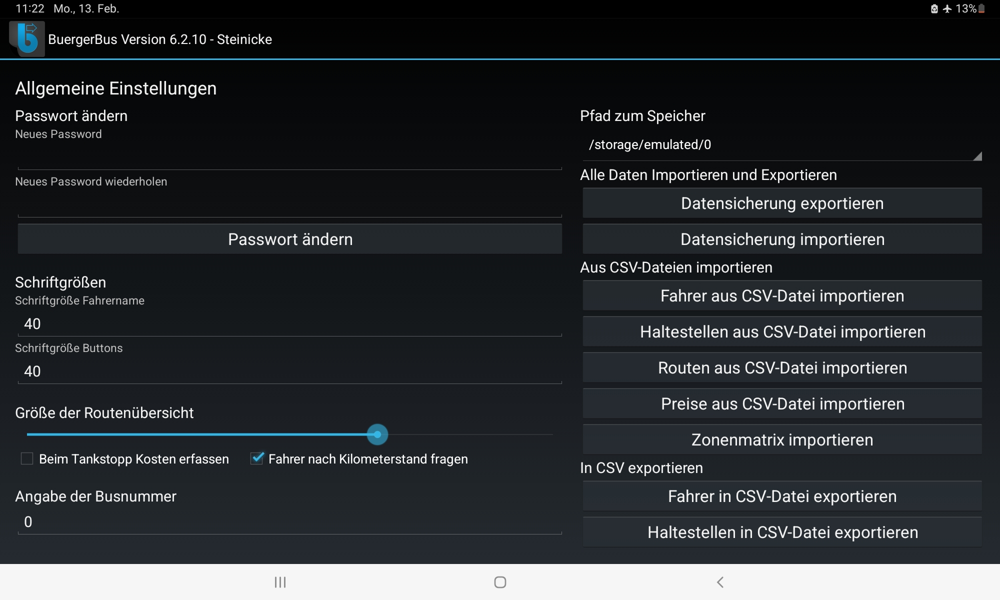 11:22 Mo., 13. Feb.
13%
BuergerBus Version 6.2.10 - Steinicke
Allgemeine Einstellungen
Passwort ändern
Neues Password
Neues Password wiederholen
Passwort ändern
Schriftgrößen
Schriftgröße Fahrername
40
Schriftgröße Buttons
40
Größe der Routenübersicht
Beim Tankstopp Kosten erfassen
Fahrer nach Kilometerstand fragen
Angabe der Busnummer
0
Pfad zum Speicher
/storage/emulated/0
Alle Daten Importieren und Exportieren
Datensicherung exportieren
Datensicherung importieren
Aus CSV-Dateien importieren
Fahrer aus CSV-Datei importieren
Haltestellen aus CSV-Datei importieren
Routen aus CSV-Datei importieren
Preise aus CSV-Datei importieren
Zonenmatrix importieren
In CSV exportieren
Fahrer in CSV-Datei exportieren
Haltestellen in CSV-Datei exportieren